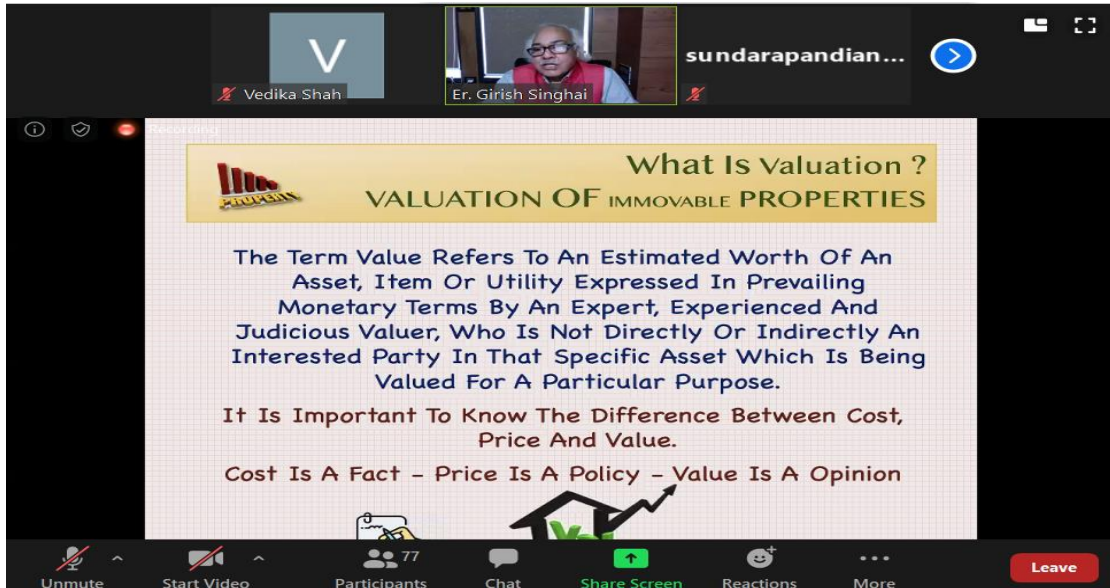 V
Vedika Shah
Er. Girish Singhai
sundarapandian...
Recording
PROPERTY
What Is Valuation ?
VALUATION OF IMMOVABLE PROPERTIES
The Term Value Refers To An Estimated Worth Of An
Asset, Item Or Utility Expressed In Prevailing
Monetary Terms By An Expert, Experienced And
Judicious Valuer, Who Is Not Directly Or Indirectly An
Interested Party In That Specific Asset Which Is Being
Valued For A Particular Purpose.
It Is Important To Know The Difference Between Cost,
Price And Value.
Cost Is A Fact – Price Is A Policy – Value Is A Opinion
77
Unmute
Start Video
Participants
Chat
Share Screen
Reactions
More
Leave